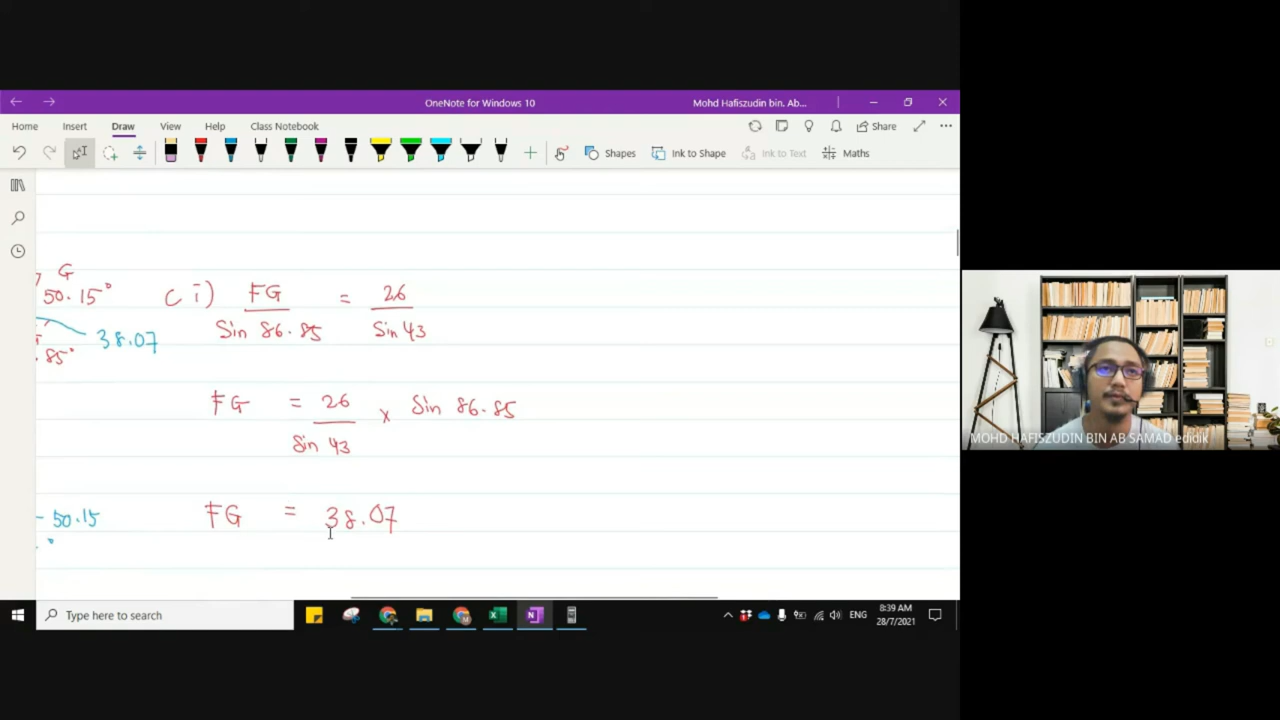 OneNote for Windows 10
Mohd Hafiszudin bin. Ab...
Home Insert Draw View Help Class Notebook
Share
Shapes Ink to Shape Ink to Text Maths
G
50.15° c i) FG = 26
Sin 86.85 Sin 43
38.07
.85°
FG = 26 × Sin 86.85
Sin 43
FG = 38.07
- 50.15
MOHD HAFISZUDIN BIN AB SAMAD edidik
Type here to search
ENG
8:39 AM
28/7/2021